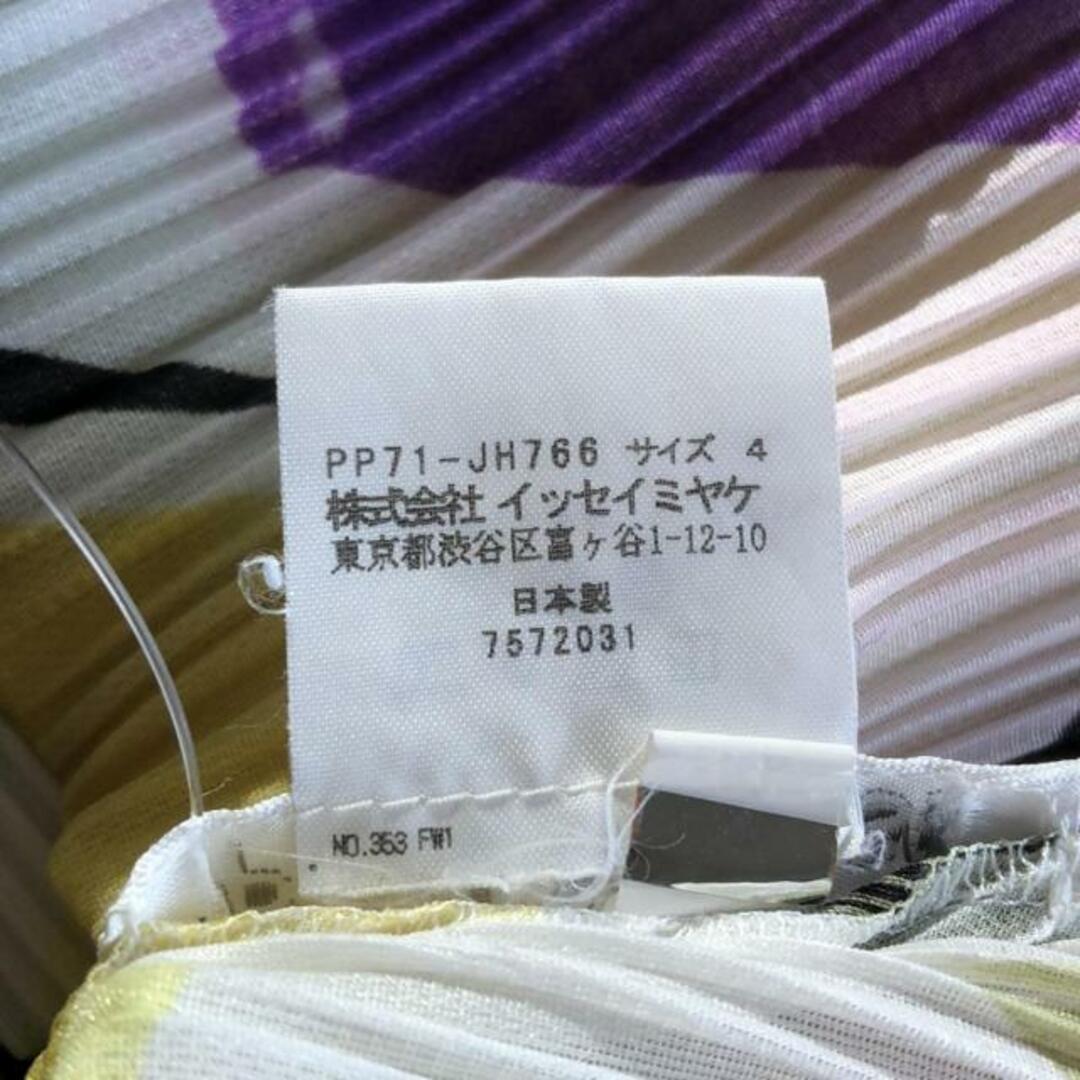 PP71-JH766 サイズ 4
株式会社 イッセイミヤケ
東京都渋谷区富ヶ谷1-12-10
日本製
7572031
NO.353 FW1